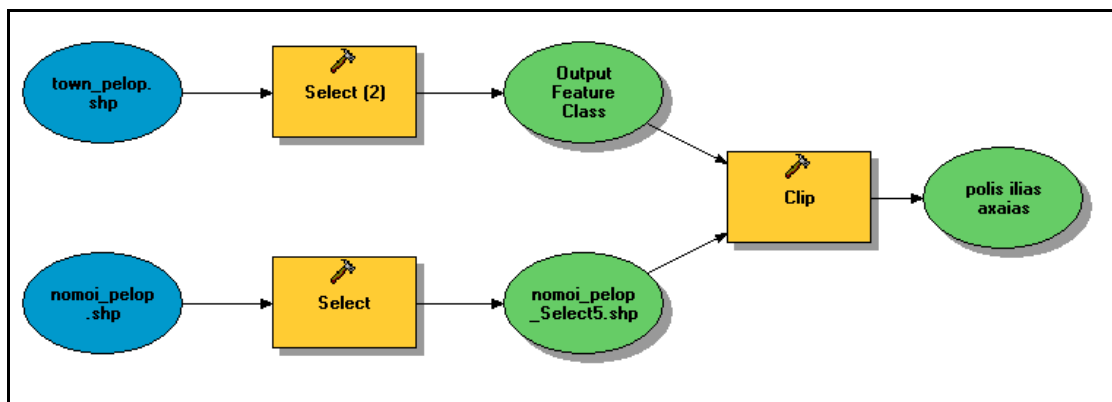 town_pelop.
shp
Select (2)
Output
Feature
Class
Clip
polis ilias
axaias
nomoi_pelop
.shp
Select
nomoi_pelop
_Select5.shp